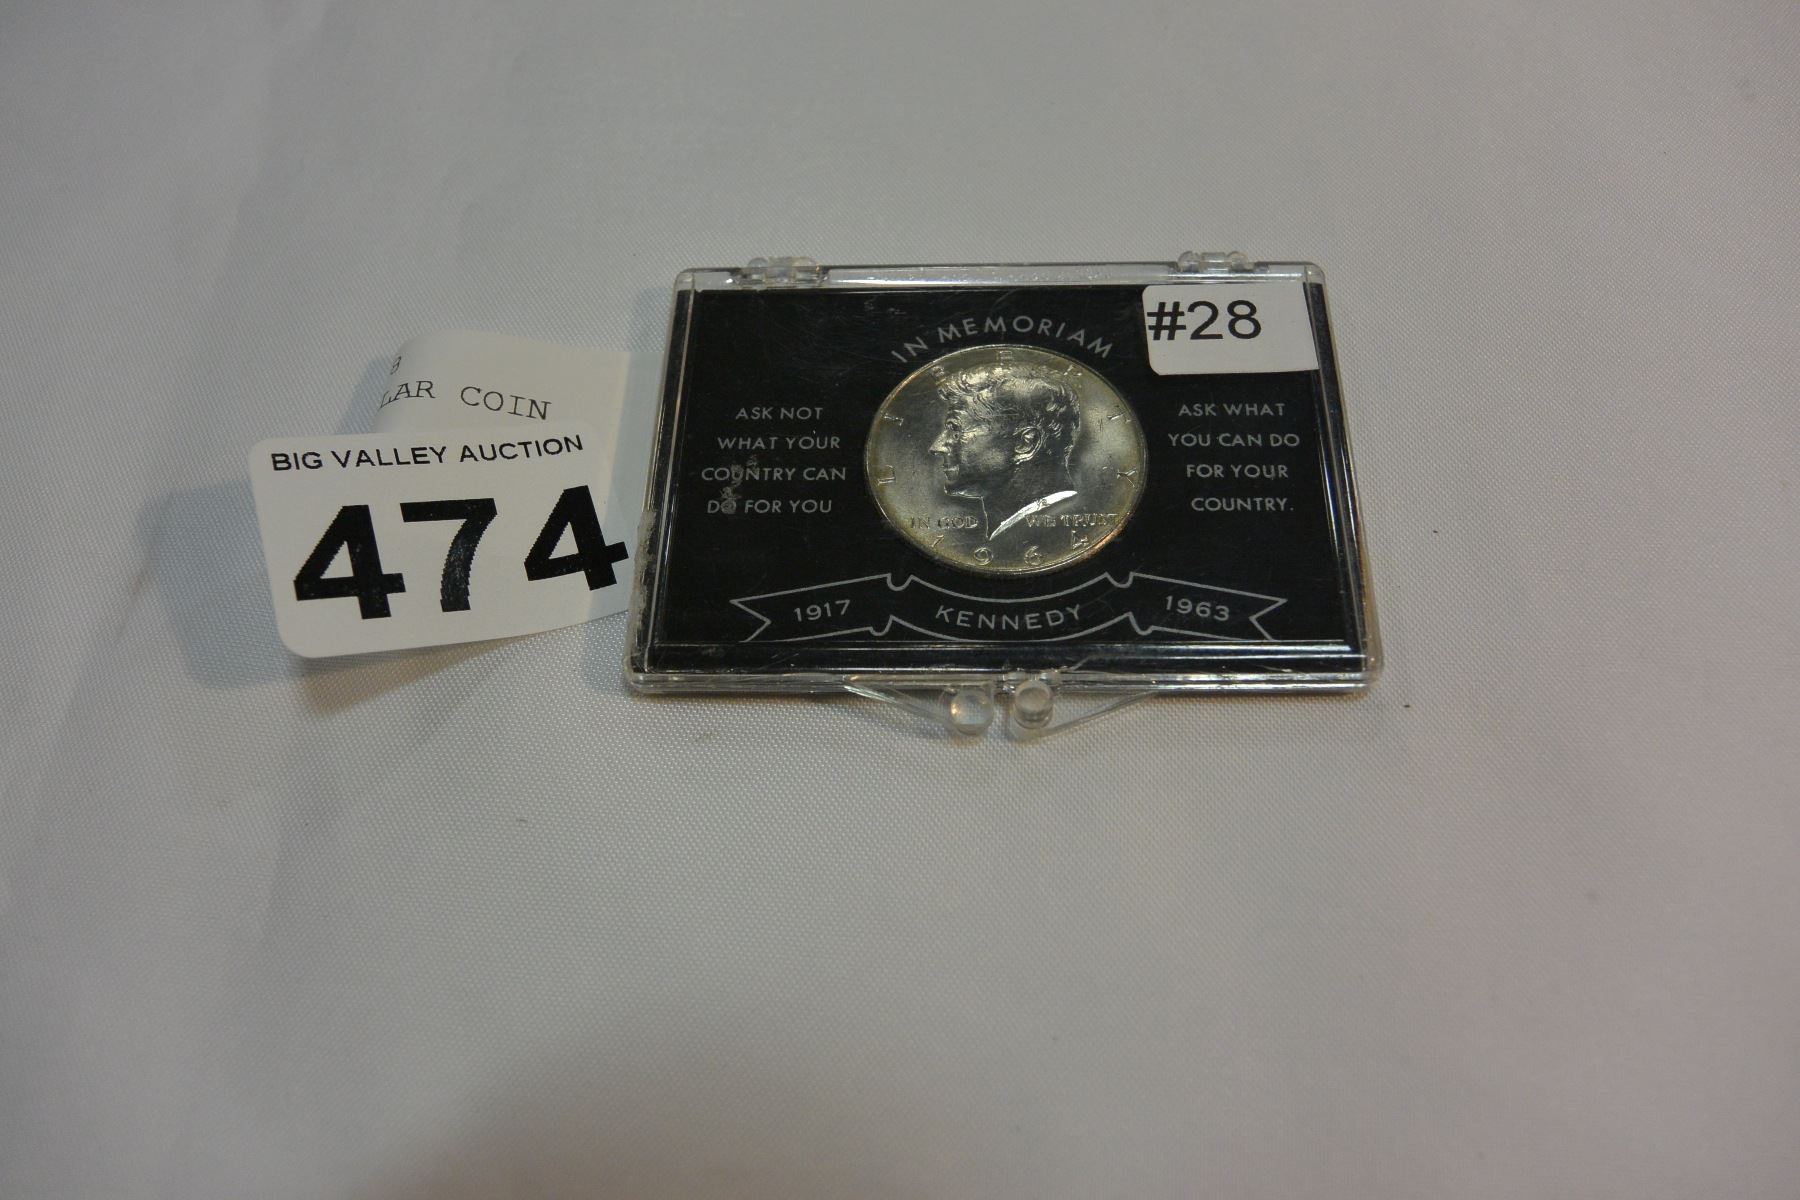 8
LAR COIN
BIG VALLEY AUCTION
474
#28
IN MEMORIAM
ASK NOT
WHAT YOUR
COUNTRY CAN
DO FOR YOU
LIBERTY
IN GOD WE TRUST
1964
ASK WHAT
YOU CAN DO
FOR YOUR
COUNTRY.
1917 KENNEDY 1963